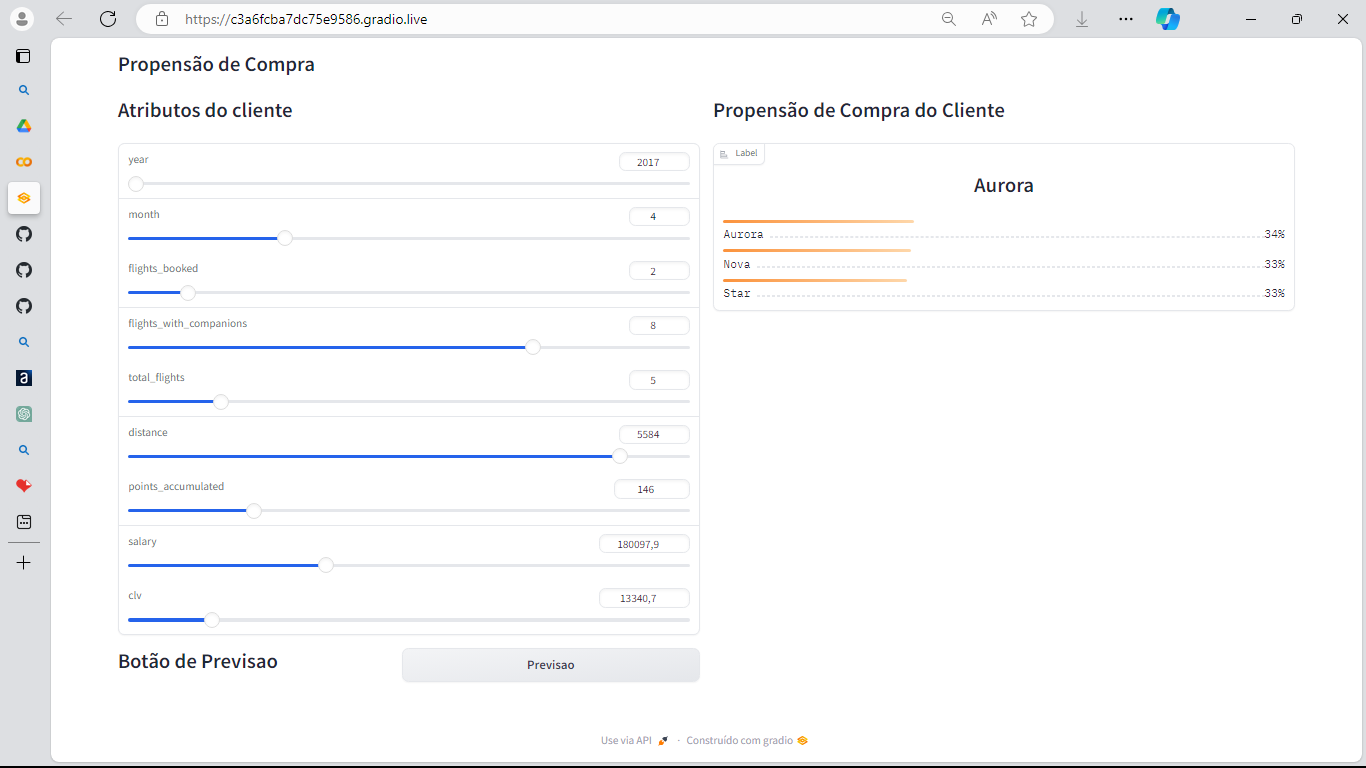 https://c3a6fcba7dc75e9586.gradio.live
Propensão de Compra
Atributos do cliente
year 2017
month 4
flights_booked 2
flights_with_companions 8
total_flights 5
distance 5584
points_accumulated 146
salary 180097,9
clv 13340,7
Botão de Previsao
Previsao
Propensão de Compra do Cliente
Label
Aurora
Aurora 34%
Nova 33%
Star 33%
Use via API · Construído com gradio